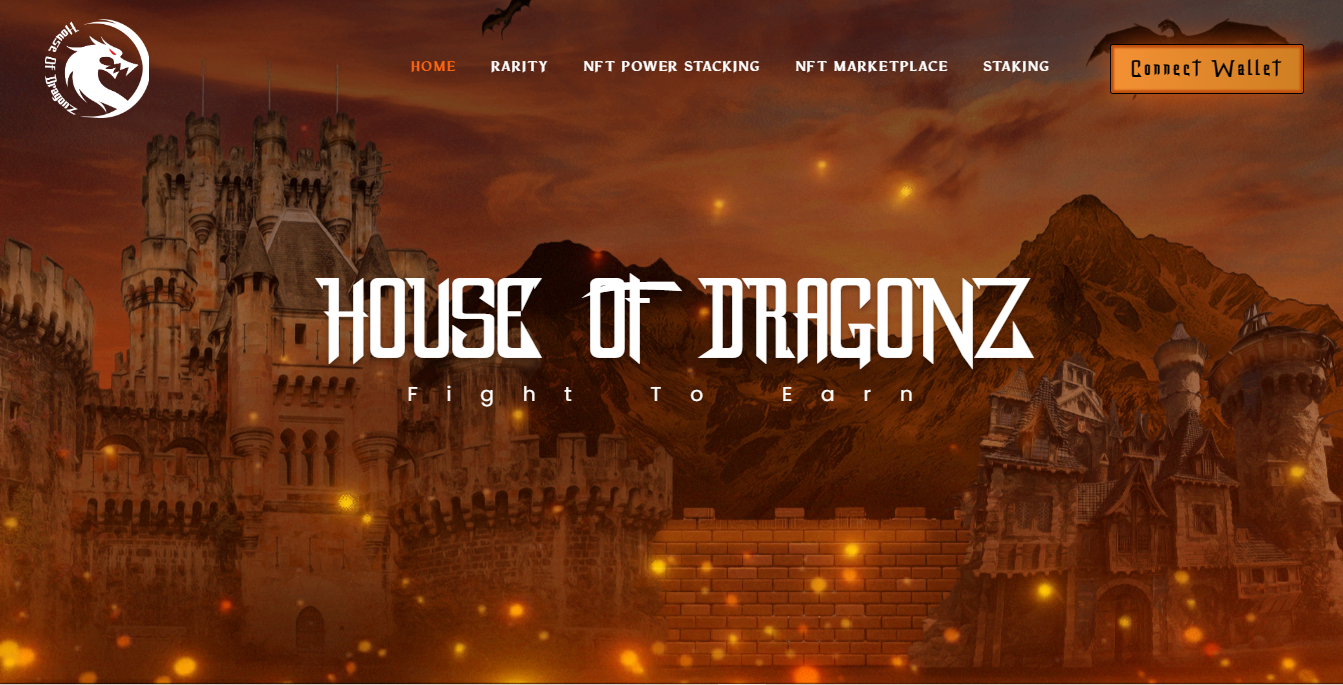 House Of Dragonz
HOME RARITY NFT POWER STACKING NFT MARKETPLACE STAKING
Connect Wallet
HOUSE OF DRAGONZ
Fight To Earn